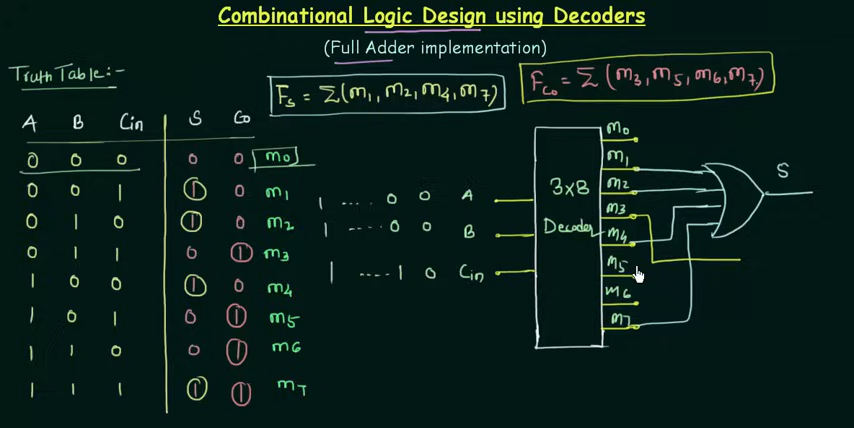 Combinational Logic Design using Decoders
(Full Adder implementation)
Truth Table:-
Fs = Σ(m1, m2, m4, m7)
FCo = Σ (m3, m5, m6, m7)
A B Cin S Co
0 0 0 0 0 m0
0 0 1 1 0 m1
0 1 0 1 0 m2
0 1 1 0 1 m3
1 0 0 1 0 m4
1 0 1 0 1 m5
1 1 0 0 1 m6
1 1 1 1 1 m7
1 .... 0 0 A
1 ... 0 0 B
1 .... 1 0 Cin
3x8
Decoder
m0
m1
m2
m3
m4
m5
m6
m7
S